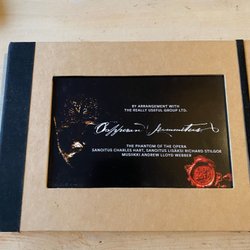 BY ARRANGEMENT WITH
THE REALLY USEFUL GROUP LTD.
Oopperan kummitus
THE PHANTOM OF THE OPERA
SANOITUS CHARLES HART, SANOITUS LISÄKSI RICHARD STILGOE
MUSIIKKI ANDREW LLOYD WEBBER